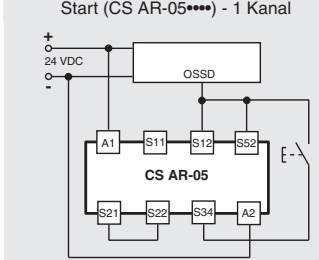 Start (CS AR-05••••) - 1 Kanal
+
24 VDC
-
OSSD
A1 S11 S12 S52
CS AR-05
S21 S22 S34 A2